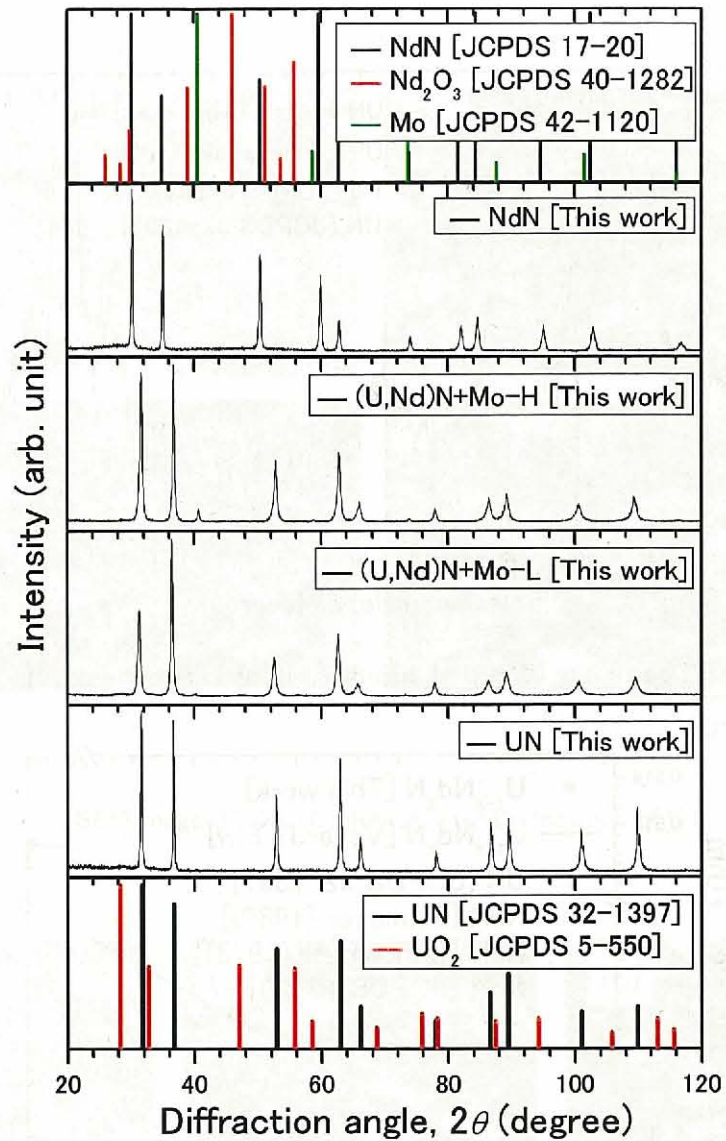 NdN [JCPDS 17-20]
Nd₂O₃ [JCPDS 40-1282]
Mo [JCPDS 42-1120]
NdN [This work]
(U,Nd)N+Mo-H [This work]
(U,Nd)N+Mo-L [This work]
UN [This work]
UN [JCPDS 32-1397]
UO₂ [JCPDS 5-550]
Intensity (arb. unit)
20 40 60 80 100 120
Diffraction angle, 2θ (degree)